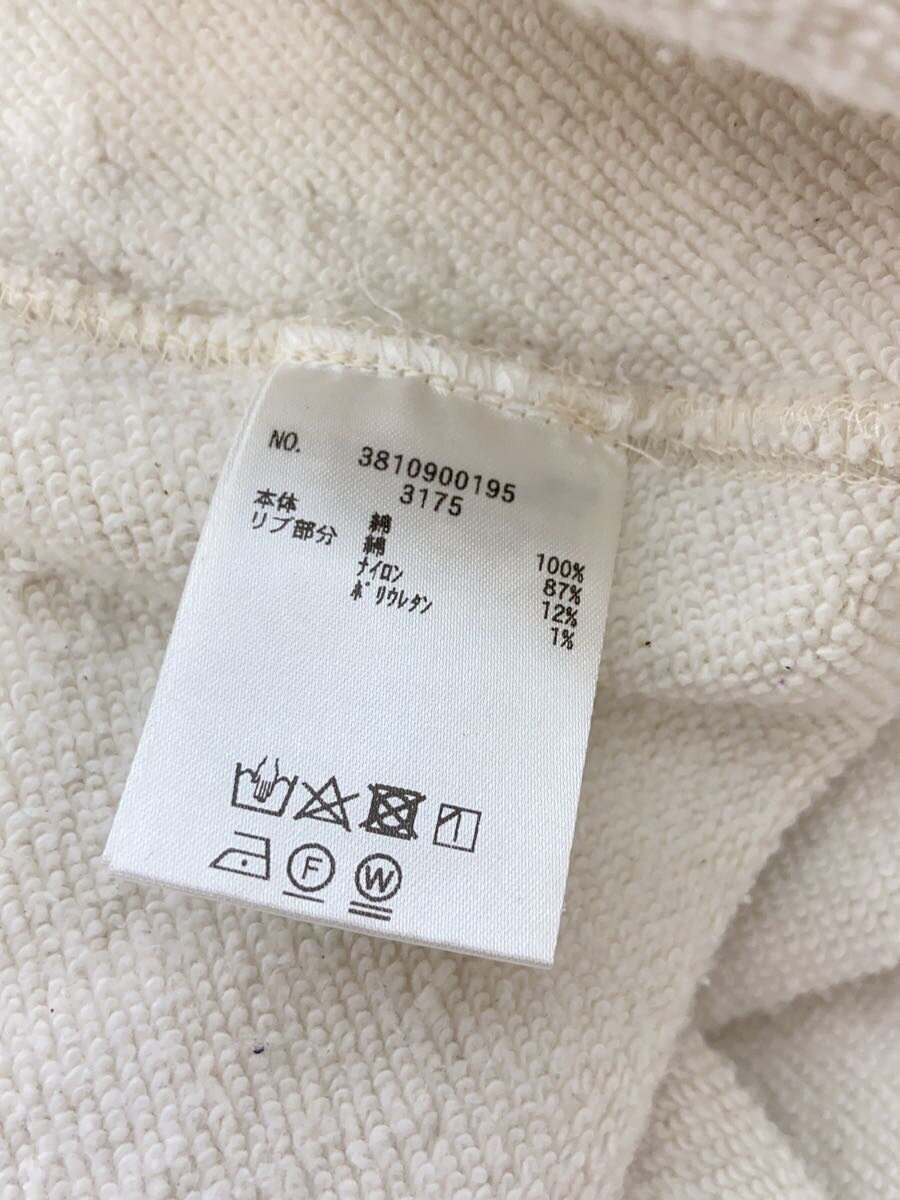 NO. 3810900195
3175
本体 綿 100%
リブ部分 綿 87%
ナイロン 12%
ポリウレタン 1%
F W